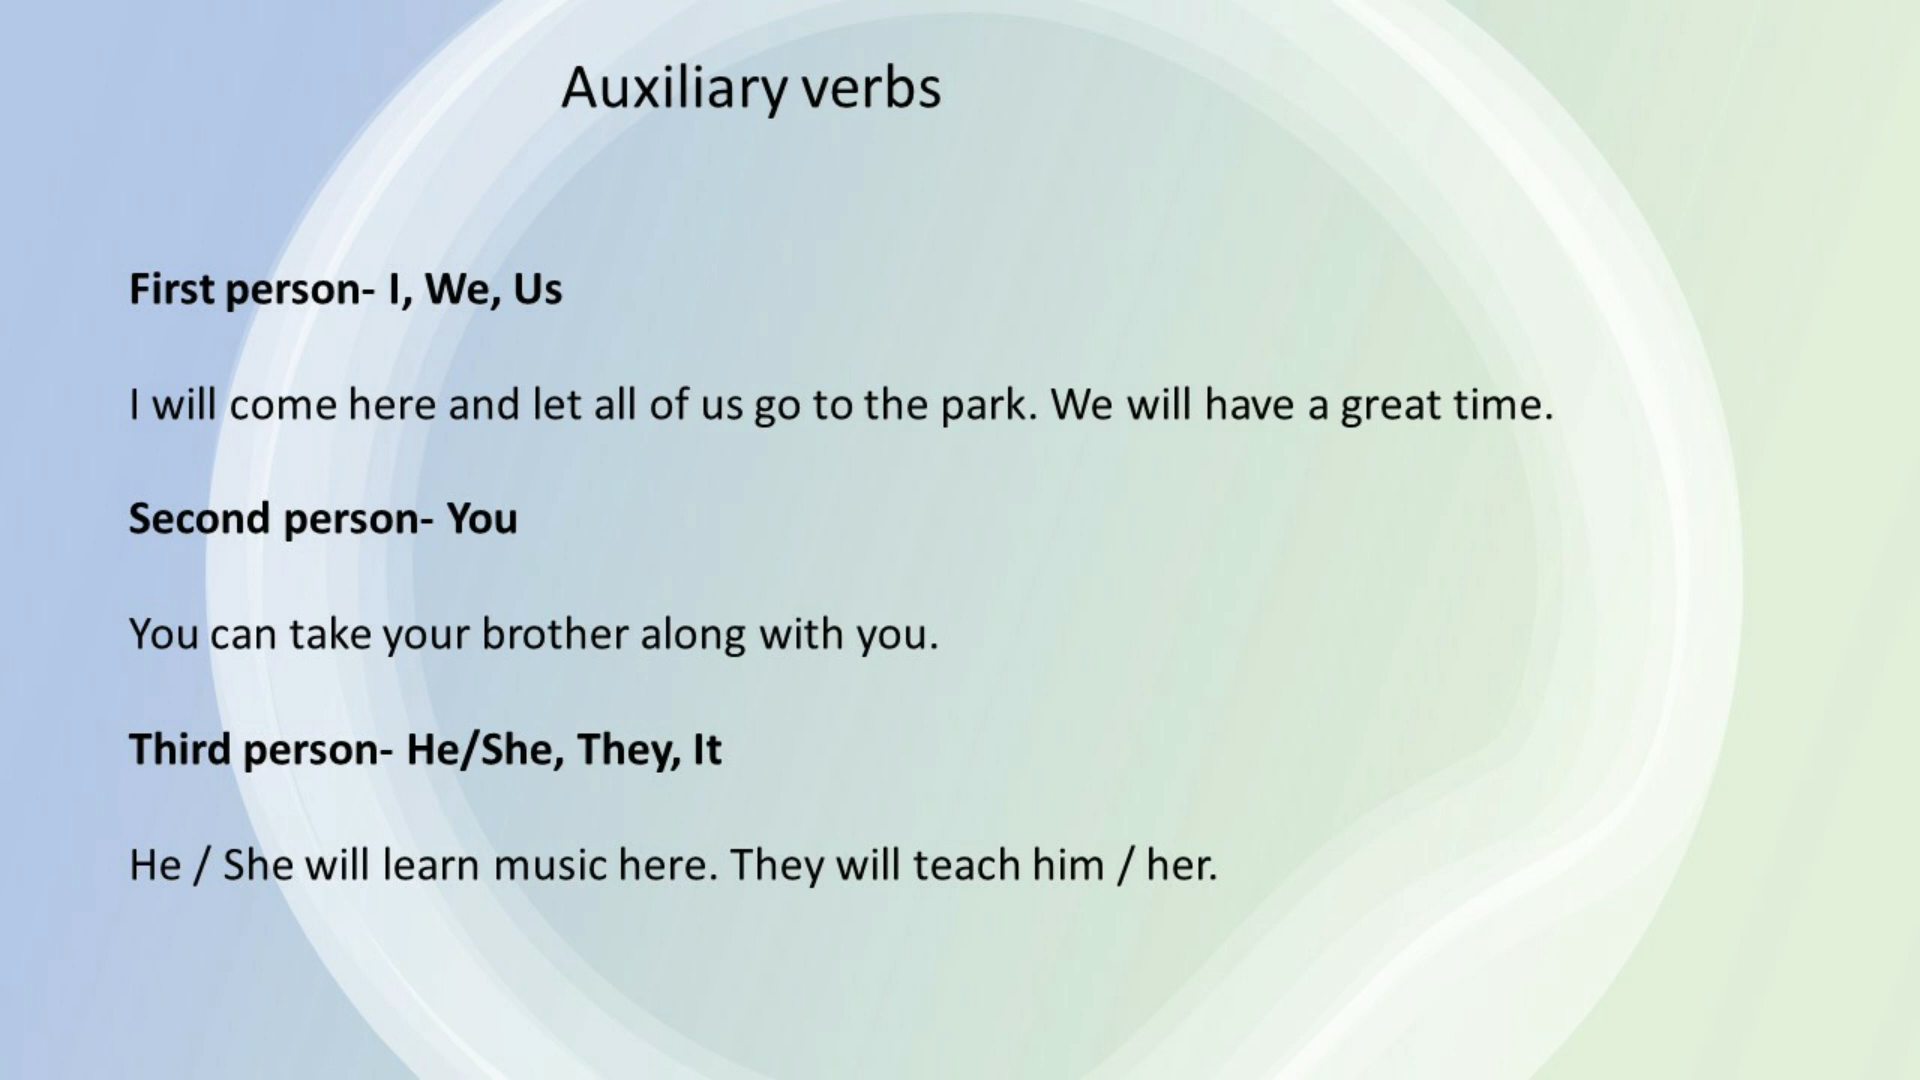 Auxiliary verbs
First person- I, We, Us
I will come here and let all of us go to the park. We will have a great time.
Second person- You
You can take your brother along with you.
Third person- He/She, They, It
He / She will learn music here. They will teach him / her.